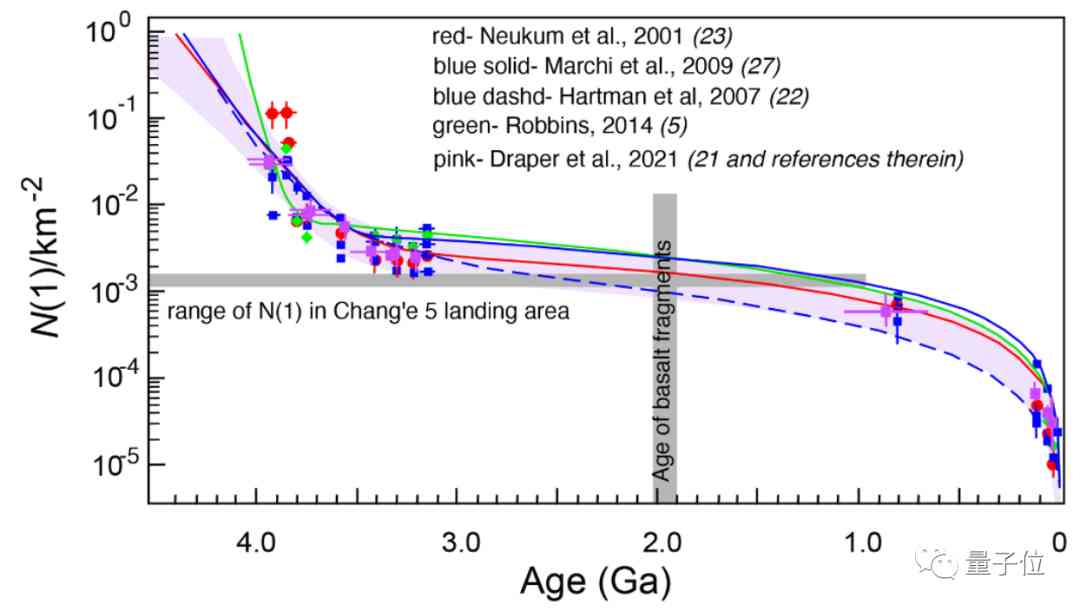 red- Neukum et al., 2001 (23)
blue solid- Marchi et al., 2009 (27)
blue dashd- Hartman et al, 2007 (22)
green- Robbins, 2014 (5)
pink- Draper et al., 2021 (21 and references therein)
10^0
10^-1
10^-2
10^-3
10^-4
10^-5
N(1)/km^-2
range of N(1) in Chang'e 5 landing area
Age of basalt fragments
4.0 3.0 2.0 1.0 0
Age (Ga)
量子位